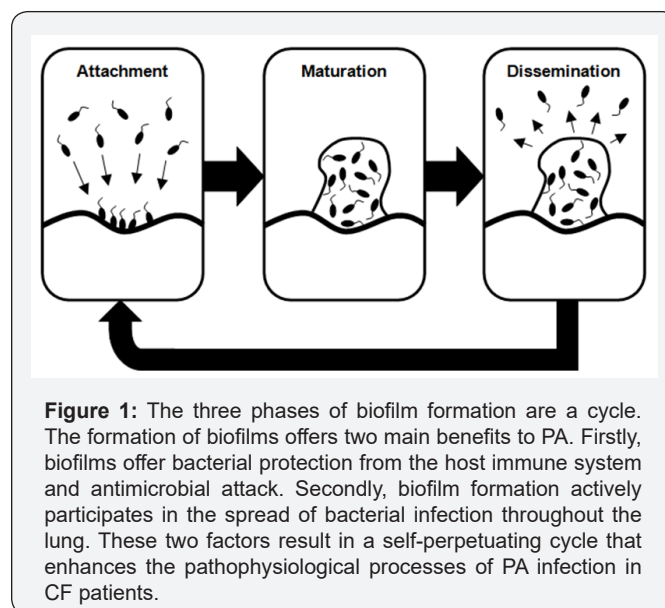 Attachment
Maturation
Dissemination
Figure 1: The three phases of biofilm formation are a cycle.
The formation of biofilms offers two main benefits to PA. Firstly,
biofilms offer bacterial protection from the host immune system
and antimicrobial attack. Secondly, biofilm formation actively
participates in the spread of bacterial infection throughout the
lung. These two factors result in a self-perpetuating cycle that
enhances the pathophysiological processes of PA infection in
CF patients.